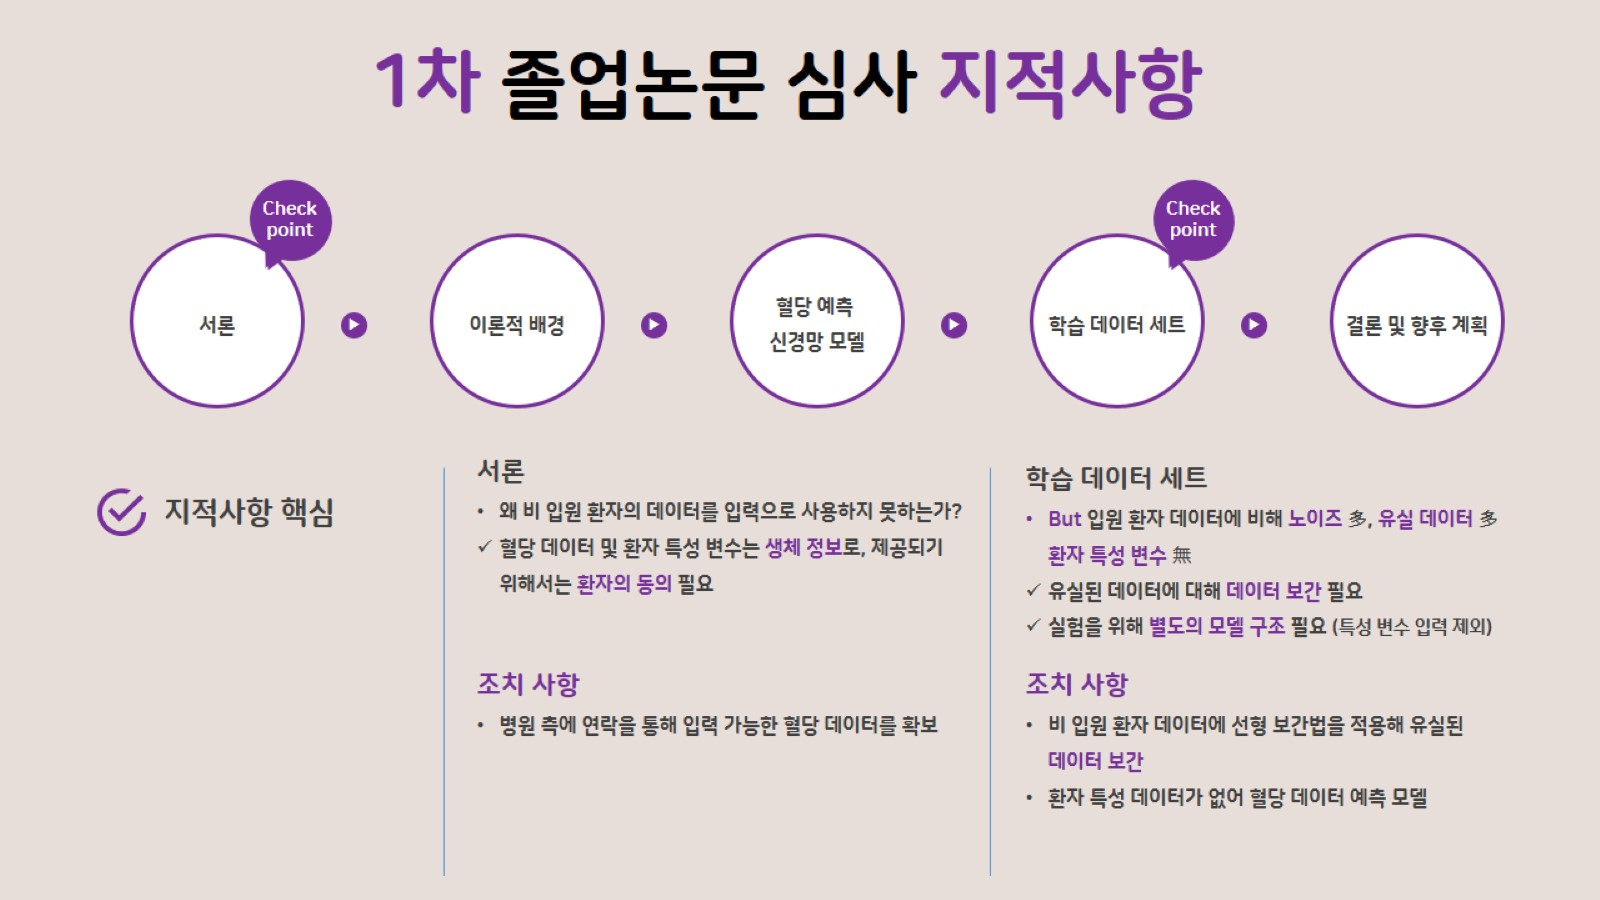 1차 졸업논문 심사 지적사항
Check
point
Check
point
서론
이론적 배경
혈당 예측
신경망 모델
학습 데이터 세트
결론 및 향후 계획
지적사항 핵심
서론
• 왜 비 입원 환자의 데이터를 입력으로 사용하지 못하는가?
✓ 혈당 데이터 및 환자 특성 변수는 생체 정보로, 제공되기
위해서는 환자의 동의 필요
조치 사항
• 병원 측에 연락을 통해 입력 가능한 혈당 데이터를 확보
학습 데이터 세트
• But 입원 환자 데이터에 비해 노이즈 多, 유실 데이터 多
환자 특성 변수 無
✓ 유실된 데이터에 대해 데이터 보간 필요
✓ 실험을 위해 별도의 모델 구조 필요 (특성 변수 입력 제외)
조치 사항
• 비 입원 환자 데이터에 선형 보간법을 적용해 유실된
데이터 보간
• 환자 특성 데이터가 없어 혈당 데이터 예측 모델